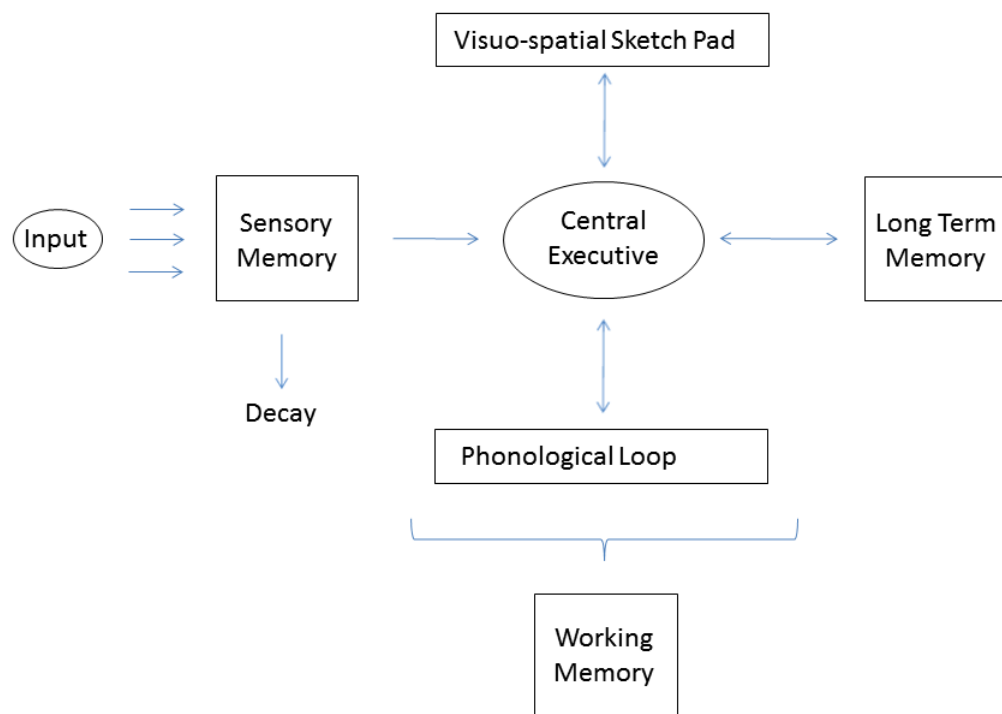 Visuo-spatial Sketch Pad
Input
Sensory
Memory
Central
Executive
Long Term
Memory
Decay
Phonological Loop
Working
Memory